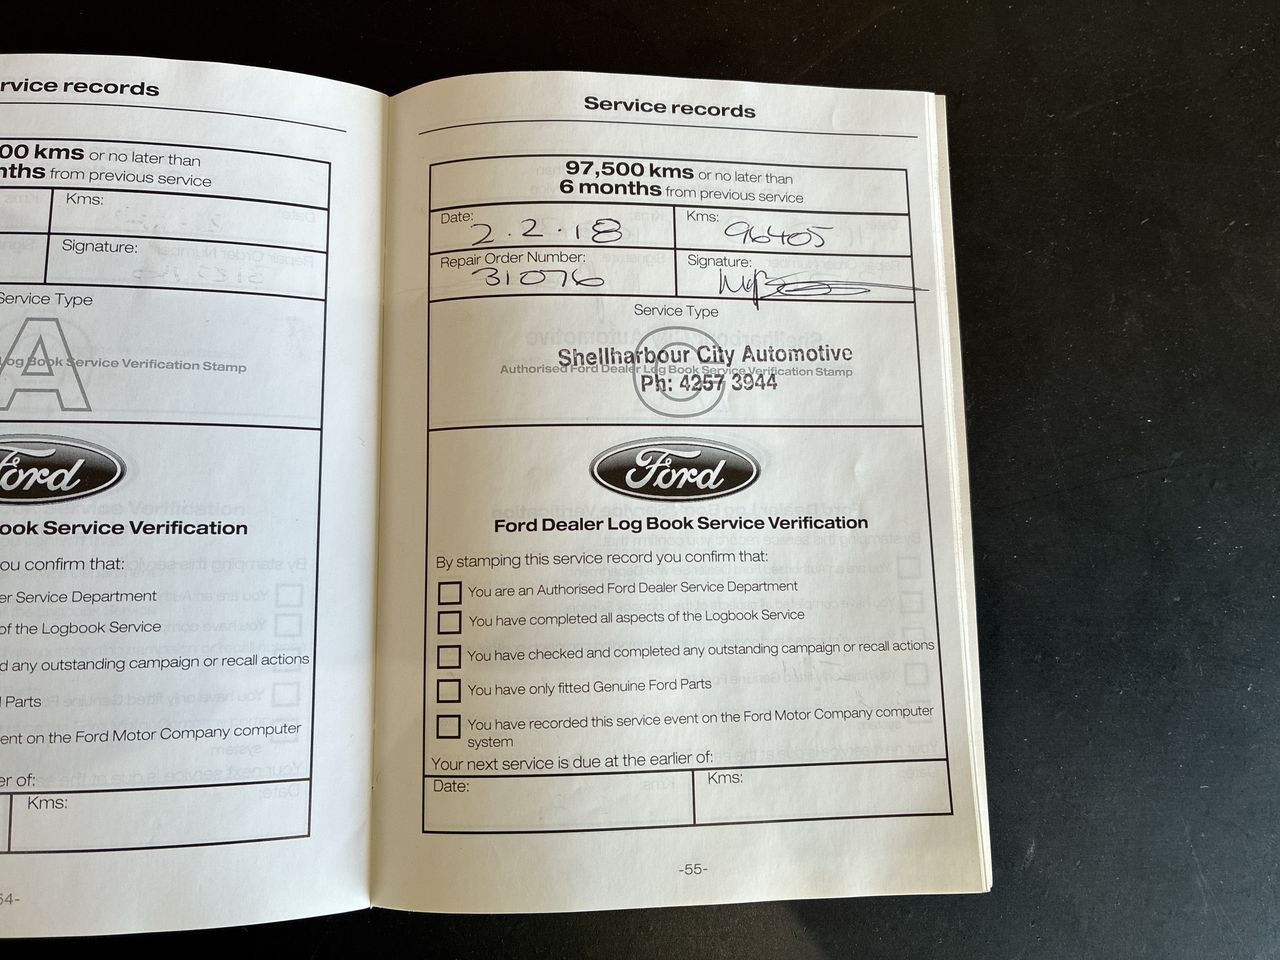 rvice records
00 kms or no later than
nths from previous service
Kms:
Signature:
Service Type
A
og Book Service Verification Stamp
Ford
ook Service Verification
ou confirm that:
er Service Department
of the Logbook Service
d any outstanding campaign or recall actions
l Parts
ent on the Ford Motor Company computer
er of:
Kms:
54-
Service records
97,500 kms or no later than
6 months from previous service
Date: 2.2.18
Kms: 96405
Repair Order Number: 31076
Signature:
Service Type
C
Shellharbour City Automotive
Authorised Ford Dealer Log Book Service Verification Stamp
Ph: 4257 3944
Ford
Ford Dealer Log Book Service Verification
By stamping this service record you confirm that:
You are an Authorised Ford Dealer Service Department
You have completed all aspects of the Logbook Service
You have checked and completed any outstanding campaign or recall actions
You have only fitted Genuine Ford Parts
You have recorded this service event on the Ford Motor Company computer
system
Your next service is due at the earlier of:
Date:
Kms:
-55-